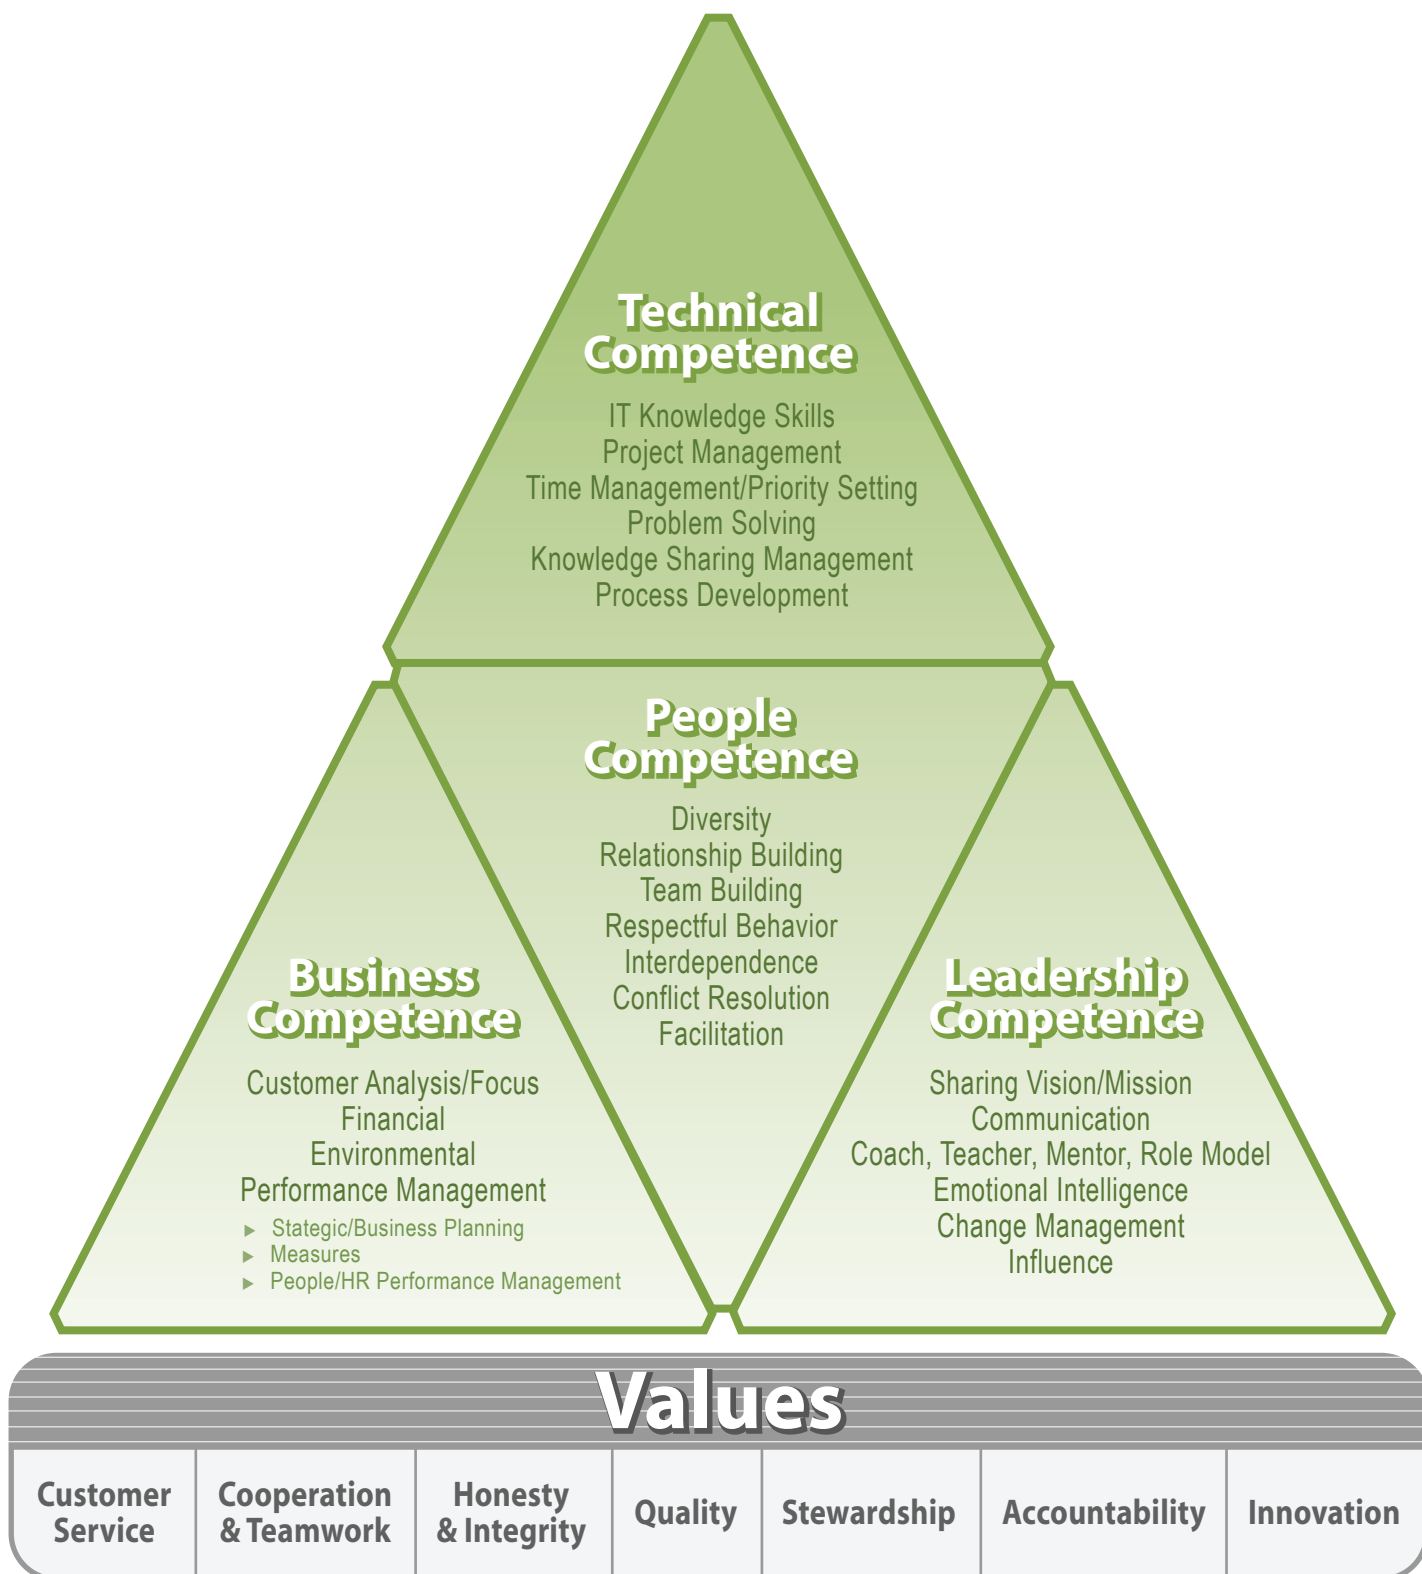 Technical
Competence
IT Knowledge Skills
Project Management
Time Management/Priority Setting
Problem Solving
Knowledge Sharing Management
Process Development
People
Competence
Diversity
Relationship Building
Team Building
Respectful Behavior
Interdependence
Conflict Resolution
Facilitation
Business
Competence
Customer Analysis/Focus
Financial
Environmental
Performance Management
▶ Stategic/Business Planning
▶ Measures
▶ People/HR Performance Management
Leadership
Competence
Sharing Vision/Mission
Communication
Coach, Teacher, Mentor, Role Model
Emotional Intelligence
Change Management
Influence
Values
Customer
Service
Cooperation
& Teamwork
Honesty
& Integrity
Quality
Stewardship
Accountability
Innovation